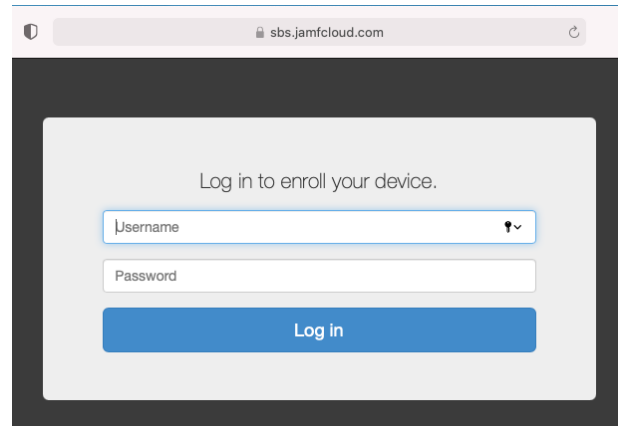 sbs.jamfcloud.com
Log in to enroll your device.
Username
Password
Log in